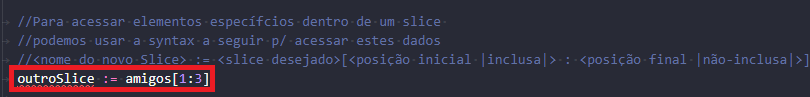 //Para acessar elementos específcios dentro de um slice
//podemos usar a syntax a seguir p/ acessar estes dados
//<nome do novo Slice> := <slice desejado>[<posição inicial |inclusa|> : <posição final |não-inclusa|>]
outroSlice := amigos[1:3]